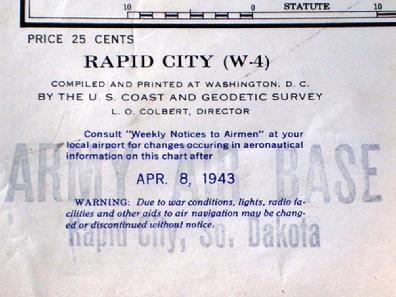 10 0 10
STATUTE
PRICE 25 CENTS
RAPID CITY (W-4)
COMPILED AND PRINTED AT WASHINGTON, D. C.
BY THE U. S. COAST AND GEODETIC SURVEY
L. O. COLBERT, DIRECTOR
Consult "Weekly Notices to Airmen" at your
local airport for changes occuring in aeronautical
information on this chart after
ARMY AIR BASE
APR. 8, 1943
WARNING: Due to war conditions, lights, radio fa-
cilities and other aids to air navigation may be chang-
ed or discontinued without notice.
Rapid City, So. Dakota